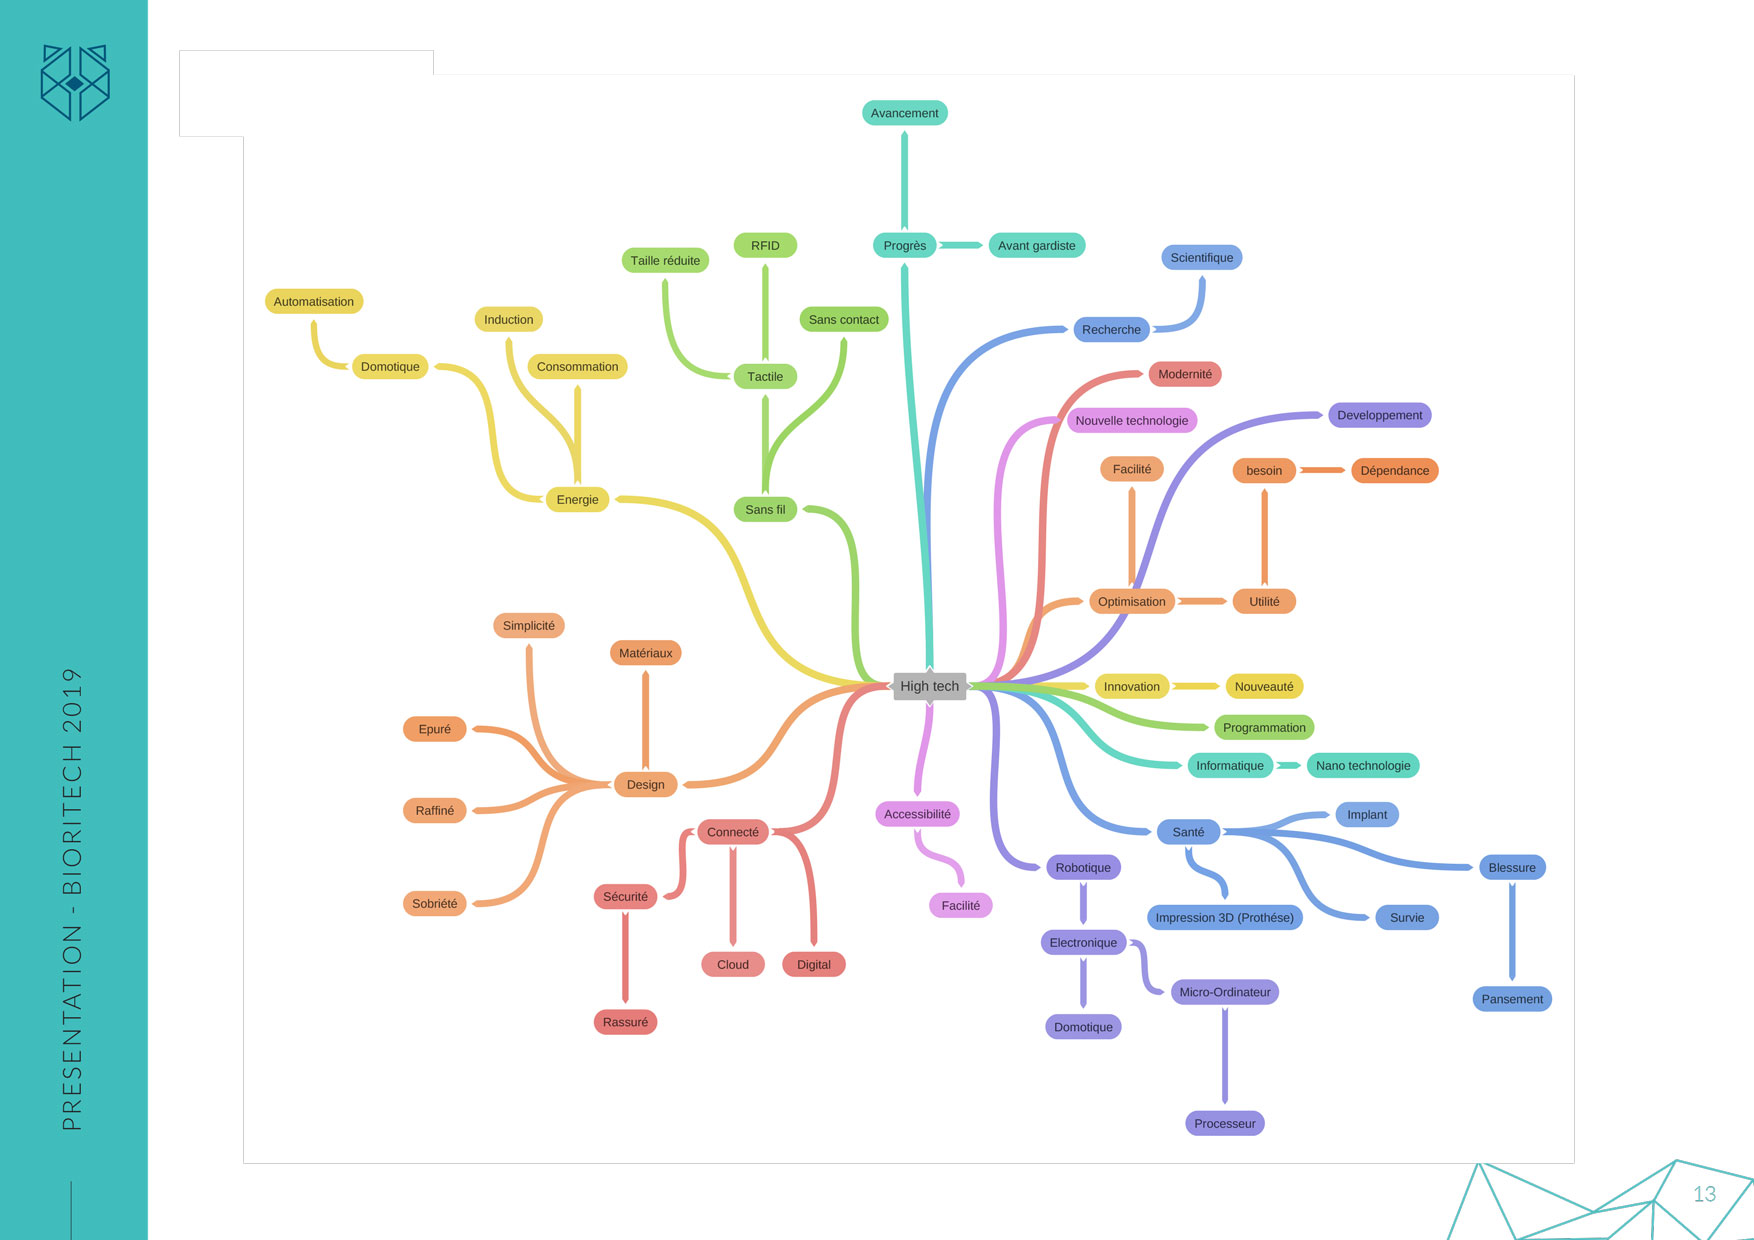 PRESENTATION - BIORITECH 2019
Avancement
Progrès
Avant gardiste
RFID
Taille réduite
Sans contact
Tactile
Sans fil
Automatisation
Induction
Domotique
Consommation
Energie
Scientifique
Recherche
Modernité
Nouvelle technologie
Developpement
Facilité
besoin
Dépendance
Optimisation
Utilité
Simplicité
Matériaux
Epuré
Design
Raffiné
Sobriété
High tech
Innovation
Nouveauté
Programmation
Informatique
Nano technologie
Connecté
Sécurité
Cloud
Digital
Rassuré
Accessibilité
Facilité
Santé
Implant
Blessure
Impression 3D (Prothése)
Survie
Pansement
Robotique
Electronique
Micro-Ordinateur
Domotique
Processeur
13